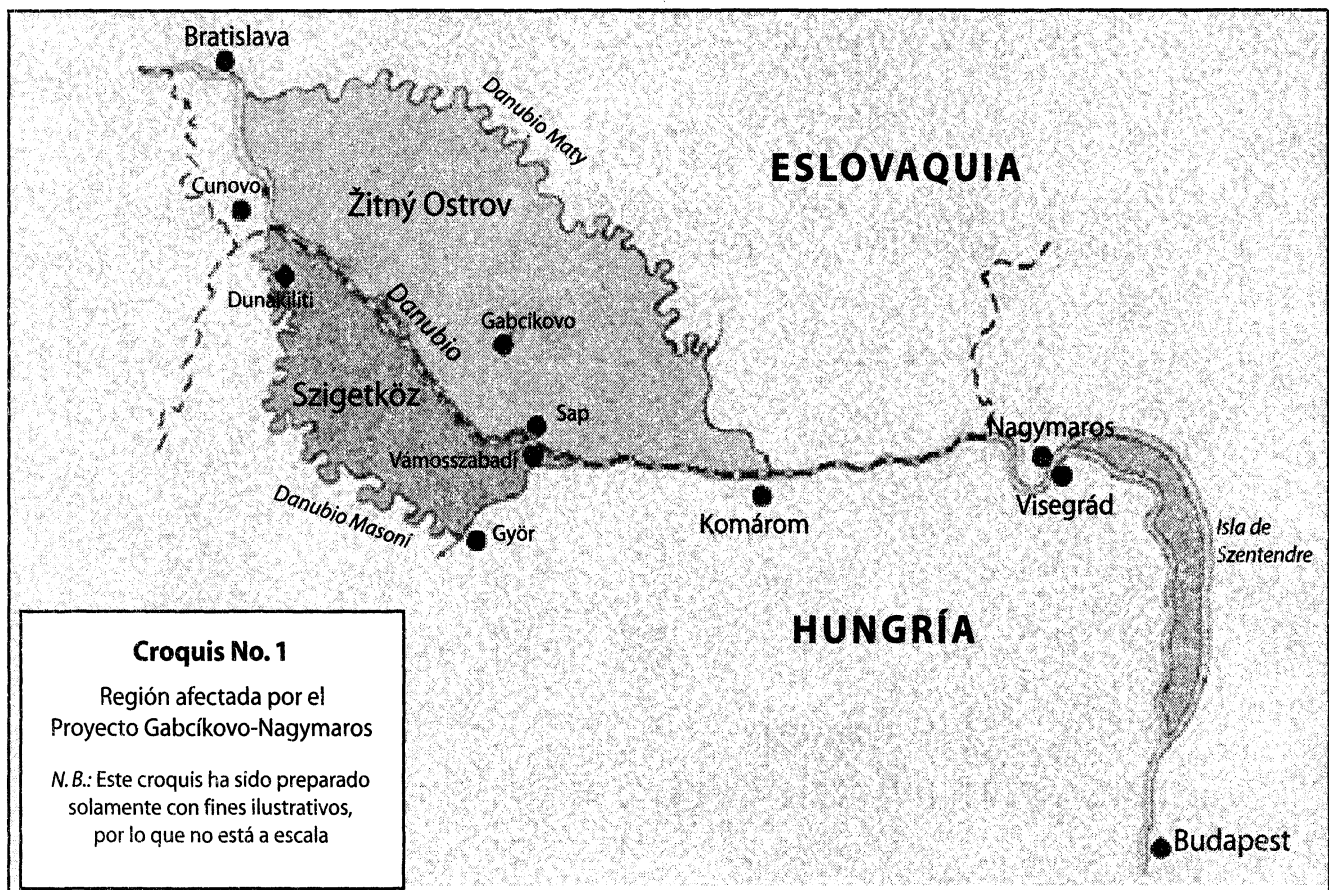 Bratislava
Danubio Maty
ESLOVAQUIA
Cunovo
Žitný Ostrov
Dunakiliti
Danubio
Gabcikovo
Szigetköz
Sap
Vámosszabadi
Nagymaros
Visegrád
Danubio Masoni
Györ
Komárom
Isla de
Szentendre
HUNGRÍA
Croquis No. 1
Región afectada por el
Proyecto Gabcíkovo-Nagymaros
N. B.: Este croquis ha sido preparado
solamente con fines ilustrativos,
por lo que no está a escala
Budapest